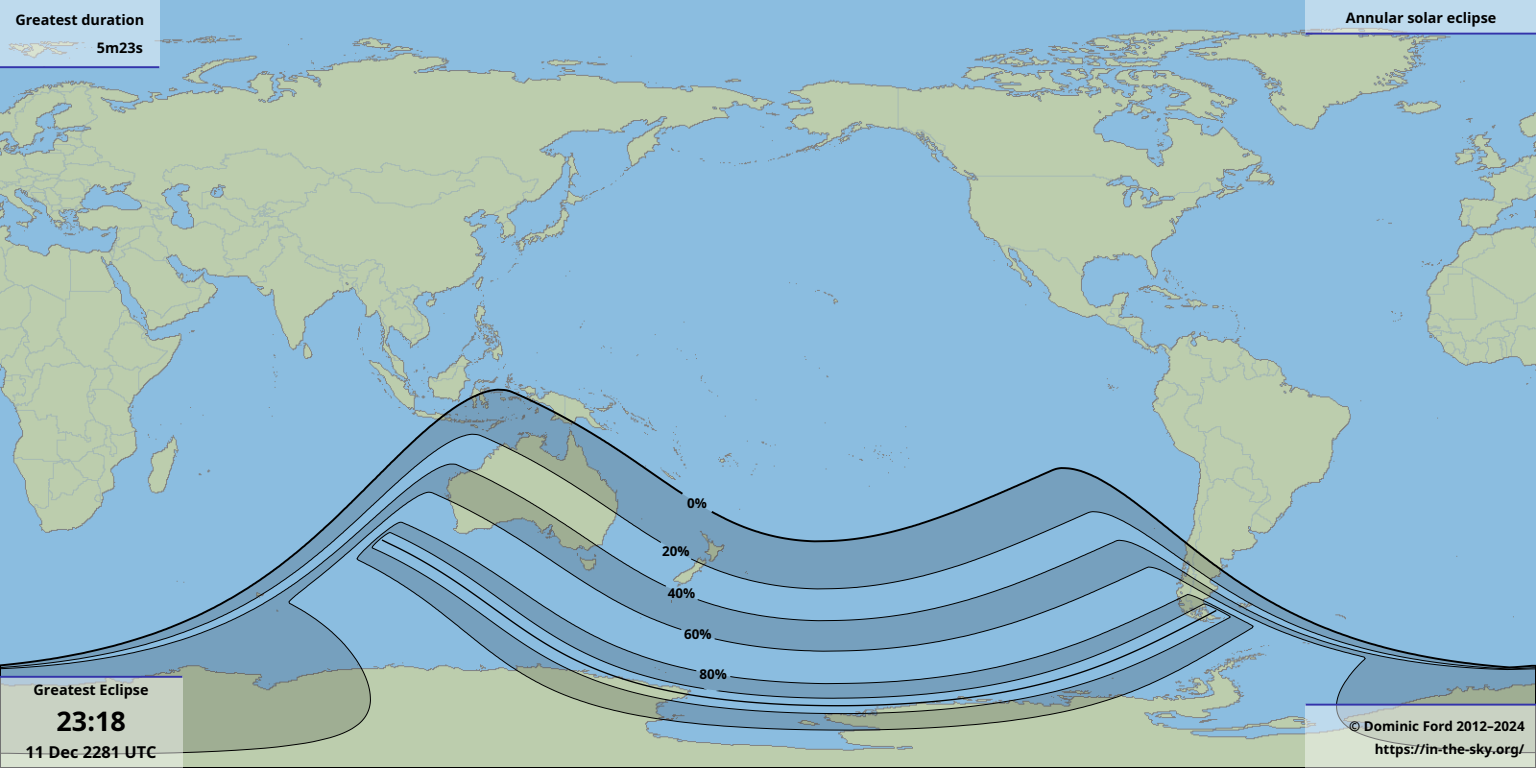 Greatest duration
5m23s
Annular solar eclipse
0%
20%
40%
60%
80%
Greatest Eclipse
23:18
11 Dec 2281 UTC
© Dominic Ford 2012–2024
https://in-the-sky.org/